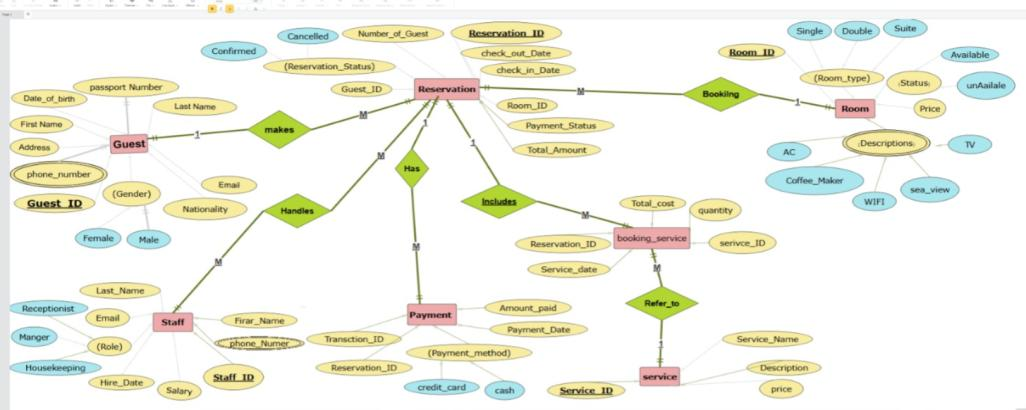 Single
Double
Suite
Cancelled
Number_of_Guest
Reservation_ID
Confirmed
check_out_Date
Room_ID
Available
(Reservation_Status)
check_in_Date
(Room_type)
(Status)
unAailale
passport Number
Guest_ID
Reservation
M
Bookiing
1
Room
Price
Date_of_birth
Last Name
Room_ID
First Name
1
makes
M
Payment_Status
Guest
1
1
(Descriptions)
TV
Address
M
Total_Amount
AC
phone_number
Has
Coffee_Maker
sea_view
(Gender)
Email
Includes
WIFI
Guest_ID
Nationality
Handles
M
Total_cost
quantity
Female
Male
Reservation_ID
booking_service
serivce_ID
M
M
Service_date
M
Last_Name
Refer_to
Receptionist
Email
Staff
Firar_Name
Payment
Amount_paid
Manger
(Role)
phone_Numer
Transction_ID
Payment_Date
Service_Name
Housekeeping
Reservation_ID
(Payment_method)
1
Description
Hire_Date
Salary
Staff_ID
credit_card
cash
service
Service_ID
price